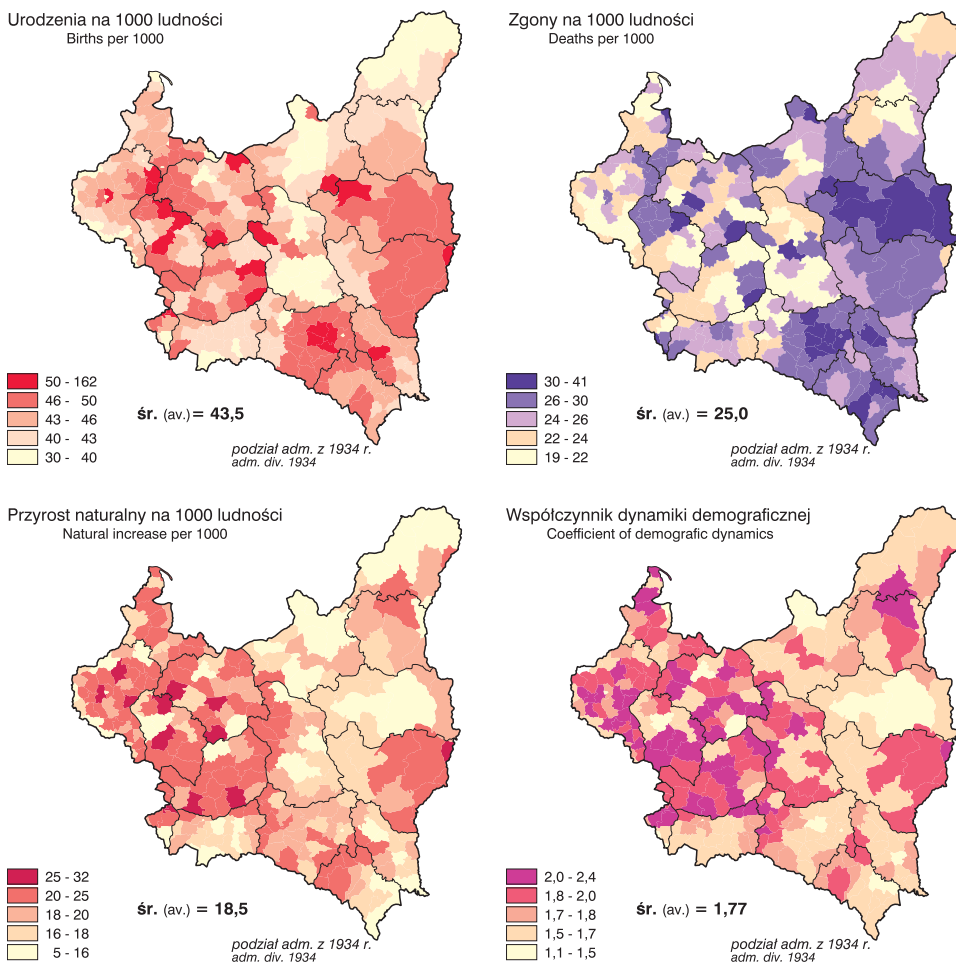 Urodzenia na 1000 ludności
Births per 1000
50 - 162
46 - 50
43 - 46
40 - 43
30 - 40
śr. (av.) = 43,5
podział adm. z 1934 r.
adm. div. 1934
Zgony na 1000 ludności
Deaths per 1000
30 - 41
26 - 30
24 - 26
22 - 24
19 - 22
śr. (av.) = 25,0
podział adm. z 1934 r.
adm. div. 1934
Przyrost naturalny na 1000 ludności
Natural increase per 1000
25 - 32
20 - 25
18 - 20
16 - 18
5 - 16
śr. (av.) = 18,5
podział adm. z 1934 r.
adm. div. 1934
Współczynnik dynamiki demograficznej
Coefficient of demografic dynamics
2,0 - 2,4
1,8 - 2,0
1,7 - 1,8
1,5 - 1,7
1,1 - 1,5
śr. (av.) = 1,77
podział adm. z 1934 r.
adm. div. 1934